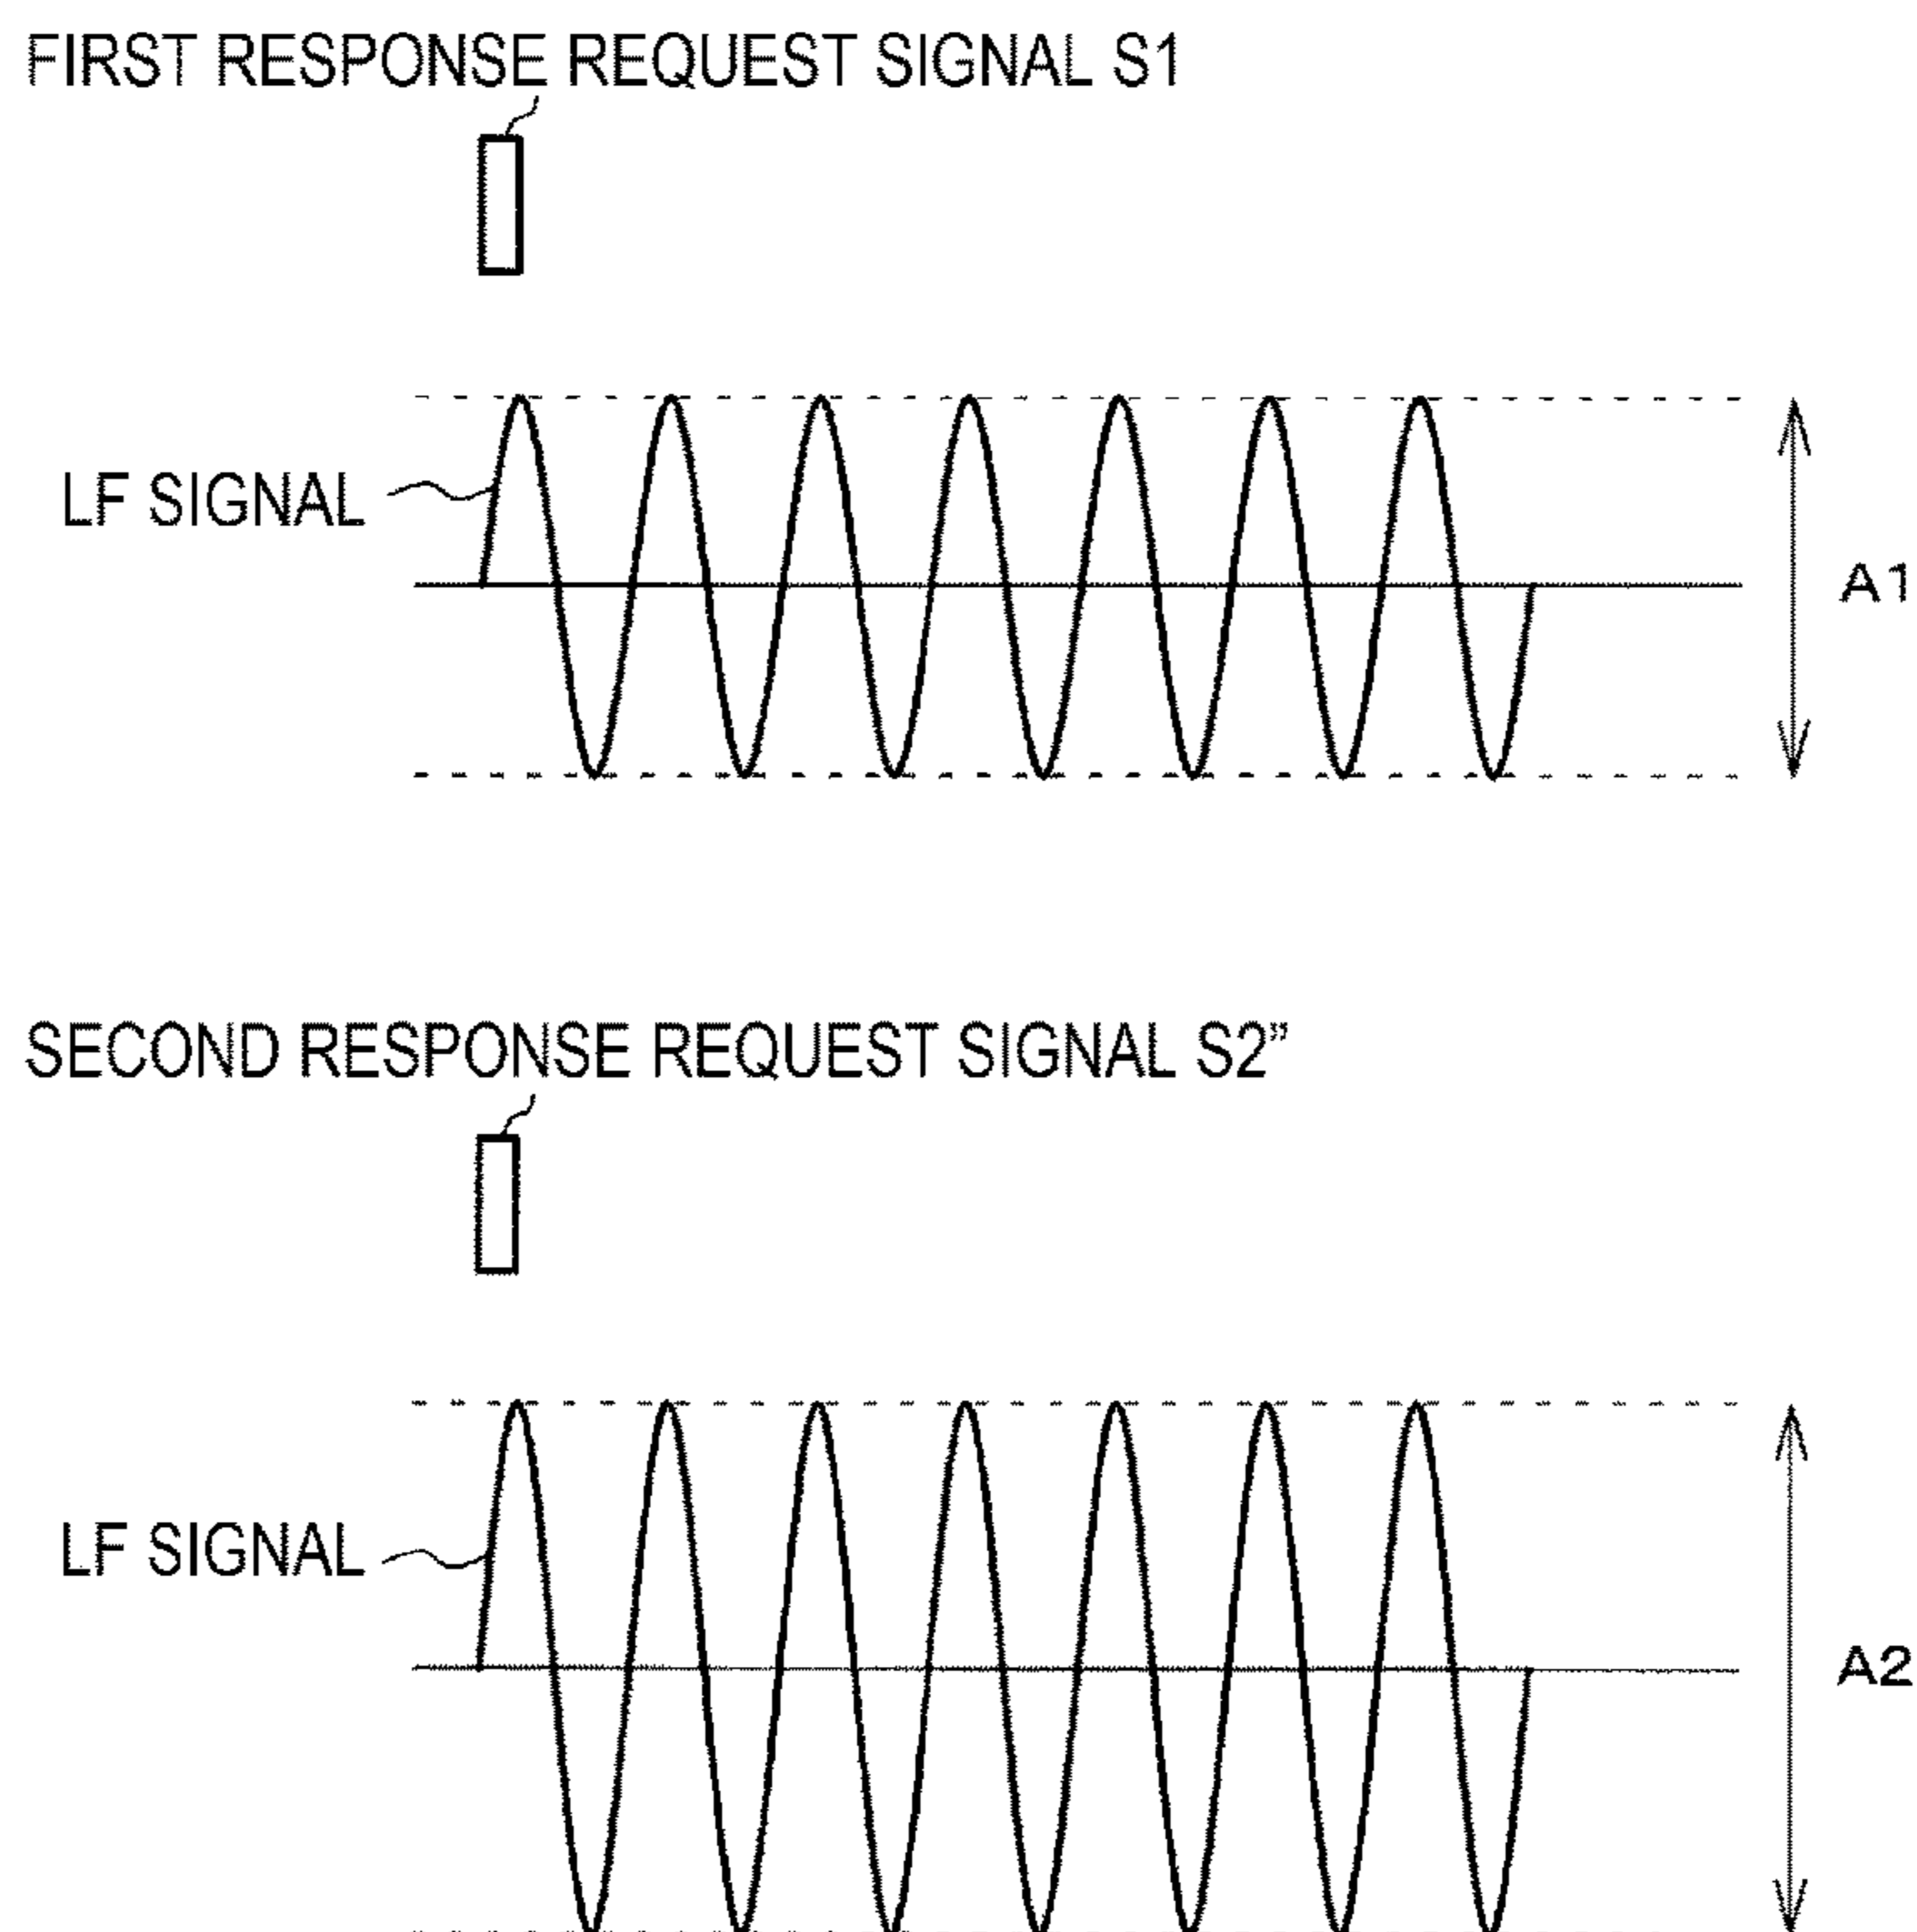 FIRST RESPONSE REQUEST SIGNAL S1
LF SIGNAL
A1
SECOND RESPONSE REQUEST SIGNAL S2”
LF SIGNAL
A2